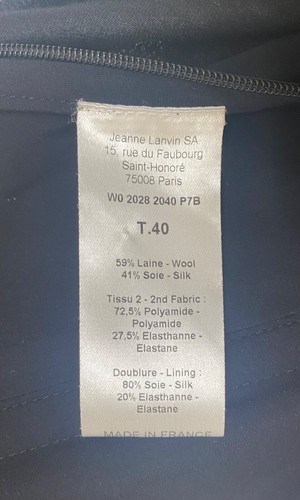 Jeanne Lanvin SA
15, rue du Faubourg
Saint-Honoré
75008 Paris
W0 2028 2040 P7B
T.40
59% Laine - Wool
41% Soie - Silk
Tissu 2 - 2nd Fabric :
72,5% Polyamide -
Polyamide
27,5% Elasthanne -
Elastane
Doublure - Lining :
80% Soie - Silk
20% Elasthanne -
Elastane
MADE IN FRANCE